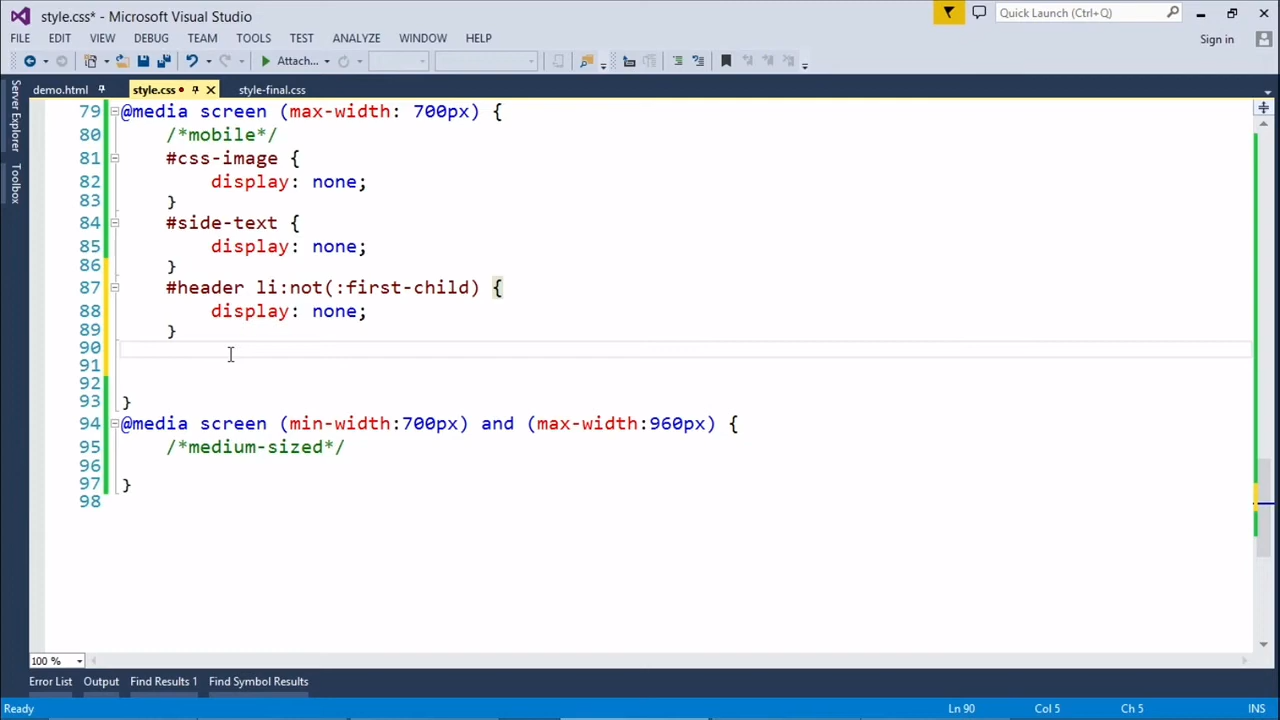 style.css* - Microsoft Visual Studio
Quick Launch (Ctrl+Q)
FILE EDIT VIEW DEBUG TEAM TOOLS TEST ANALYZE WINDOW HELP
Sign in
Attach...
demo.html style.css style-final.css
Server Explorer
Toolbox
79 @media screen (max-width: 700px) {
80 /*mobile*/
81 #css-image {
82 display: none;
83 }
84 #side-text {
85 display: none;
86 }
87 #header li:not(:first-child) {
88 display: none;
89 }
90
91
92
93 }
94 @media screen (min-width:700px) and (max-width:960px) {
95 /*medium-sized*/
96
97 }
98
100 %
Error List Output Find Results 1 Find Symbol Results
Ready Ln 90 Col 5 Ch 5 INS